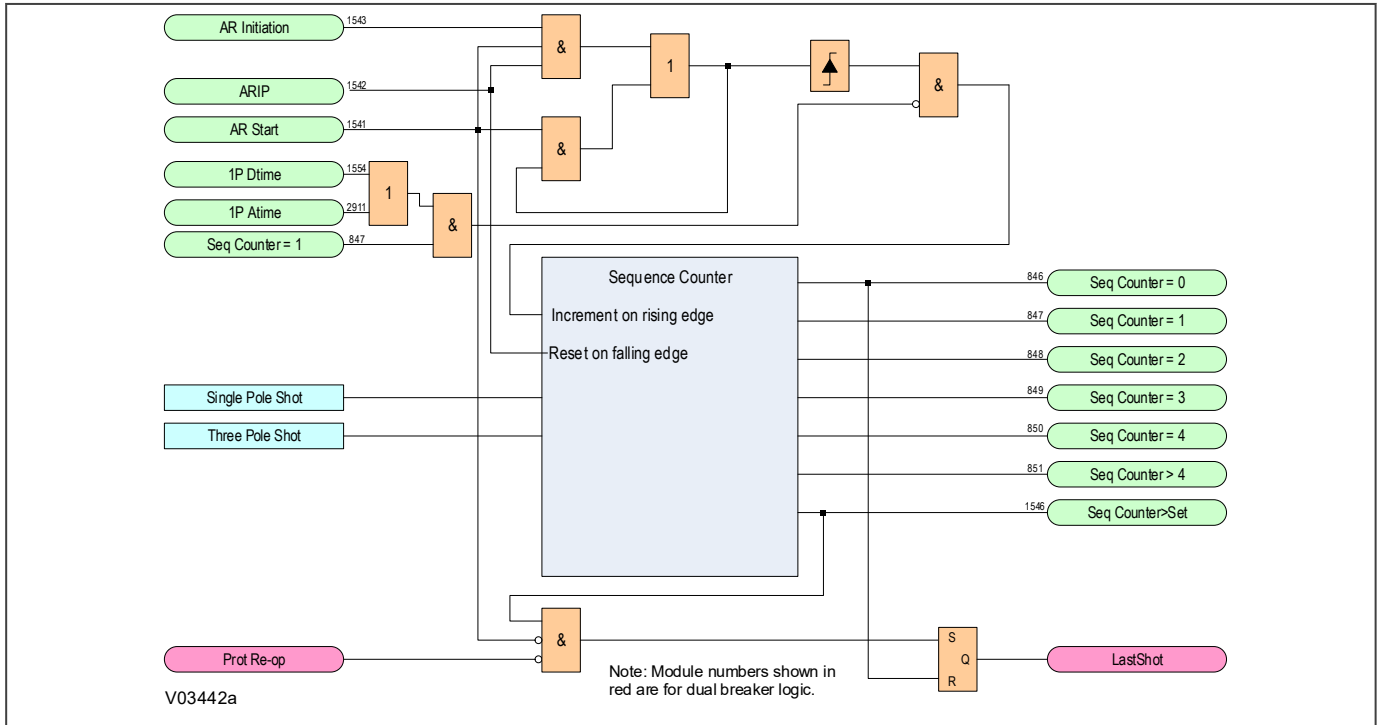 AR Initiation
1543
&
1
&
ARIP
1542
AR Start
1541
&
1P Dtime
1554
1
1P Atime
2911
&
Seq Counter = 1
847
Sequence Counter
Increment on rising edge
Reset on falling edge
846
Seq Counter = 0
847
Seq Counter = 1
848
Seq Counter = 2
849
Seq Counter = 3
850
Seq Counter = 4
851
Seq Counter > 4
1546
Seq Counter>Set
Single Pole Shot
Three Pole Shot
&
S
Q
R
Prot Re-op
LastShot
Note: Module numbers shown in
red are for dual breaker logic.
V03442a